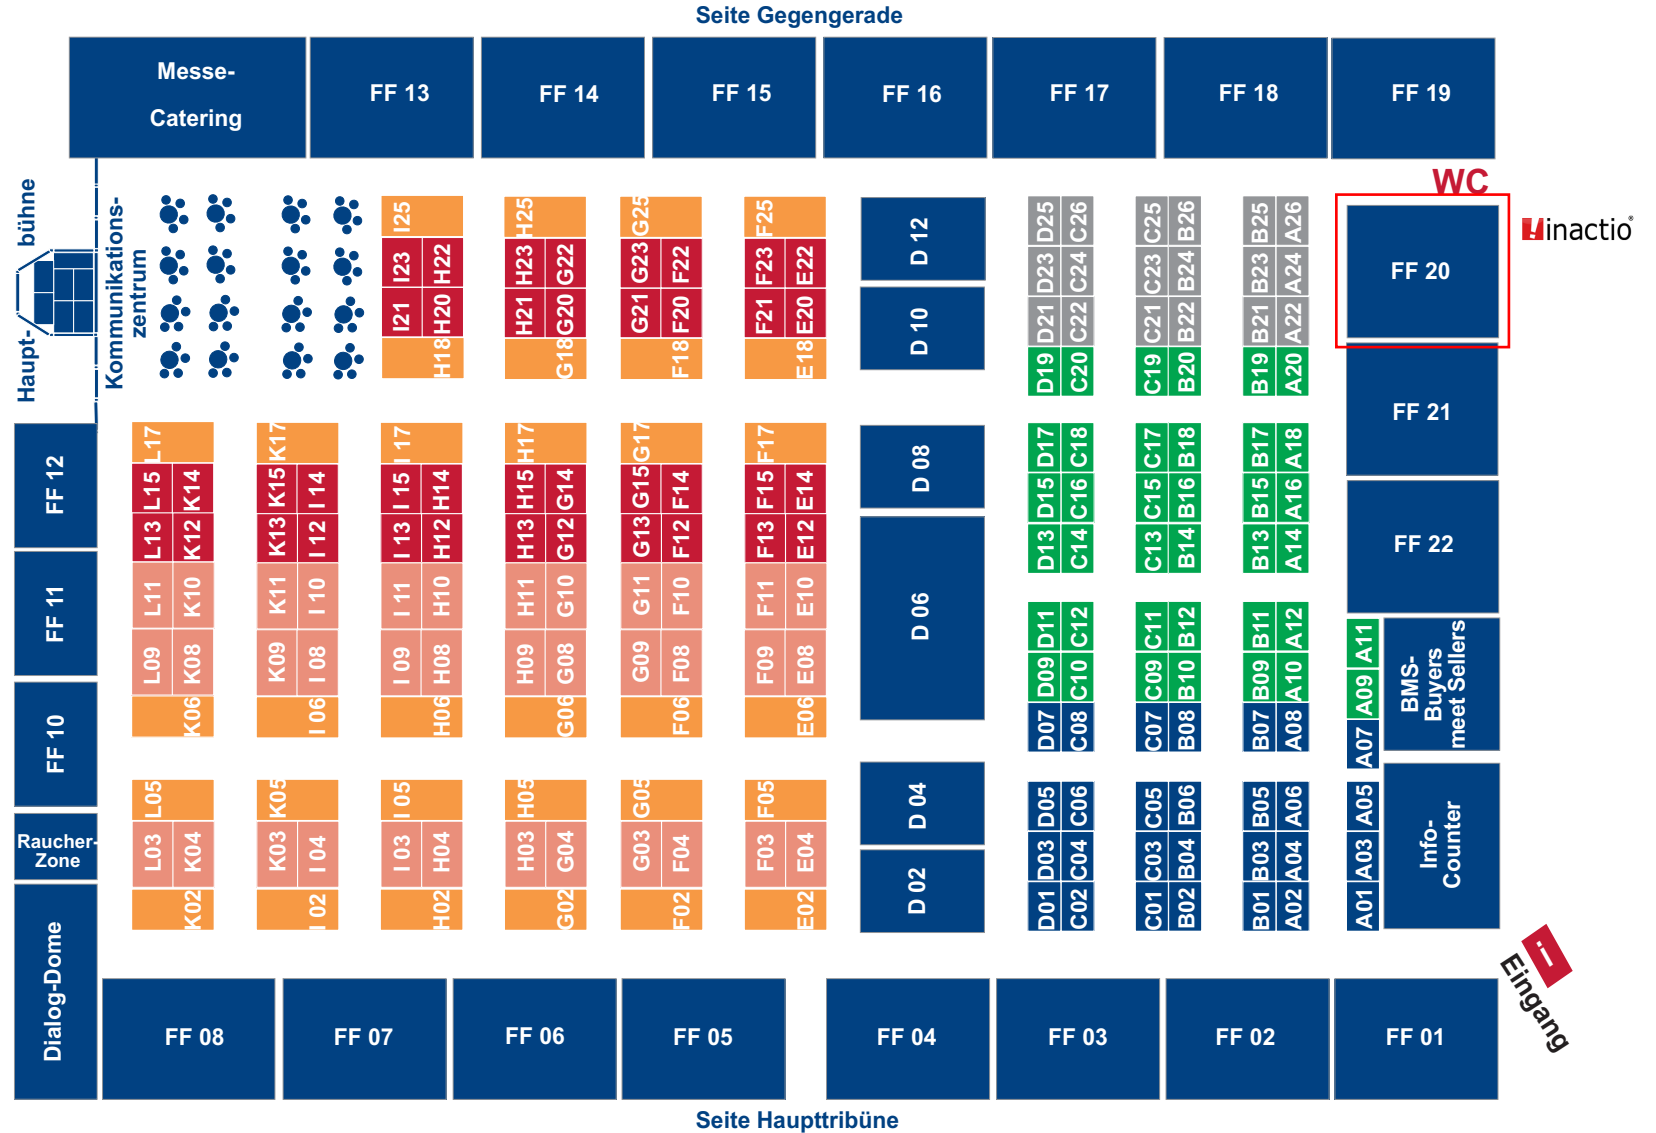 Seite Gegengerade
Messe-
Catering
FF 13
FF 14
FF 15
FF 16
FF 17
FF 18
FF 19
WC
inactio®
Haupt- bühne
Kommunikations-
zentrum
I25
H25
G25
F25
I23 H22
H23 G22
G23 F22
F23 E22
I21 H20
H21 G20
G21 F20
F21 E20
H18
G18
F18
E18
D 12
D 10
D25 C26
C25 B26
B25 A26
D23 C24
C23 B24
B23 A24
D21 C22
C21 B22
B21 A22
D19 C20
C19 B20
B19 A20
FF 20
FF 21
FF 22
FF 12
FF 11
FF 10
Raucher-
Zone
Dialog-Dome
L17
K17
I 17
H17
G17
F17
L15 K14
K15 I 14
I 15 H14
H15 G14
G15 F14
F15 E14
L13 K12
K13 I 12
I 13 H12
H13 G12
G13 F12
F13 E12
L11 K10
K11 I 10
I 11 H10
H11 G10
G11 F10
F11 E10
L09 K08
K09 I 08
I 09 H08
H09 G08
G09 F08
F09 E08
K06
I 06
H06
G06
F06
E06
D 08
D 06
D17 C18
C17 B18
B17 A18
D15 C16
C15 B16
B15 A16
D13 C14
C13 B14
B13 A14
D11 C12
C11 B12
B11 A12
A11
D09 C10
C09 B10
B09 A10
A09
D07 C08
C07 B08
B07 A08
A07
BMS-
Buyers
meet Sellers
L05
K05
I 05
H05
G05
F05
L03 K04
K03 I 04
I 03 H04
H03 G04
G03 F04
F03 E04
K02
I 02
H02
G02
F02
E02
D 04
D 02
D05 C06
C05 B06
B05 A06
A05
D03 C04
C03 B04
B03 A04
A03
D01 C02
C01 B02
B01 A02
A01
Info-
Counter
i
Eingang
FF 08
FF 07
FF 06
FF 05
FF 04
FF 03
FF 02
FF 01
Seite Haupttribüne